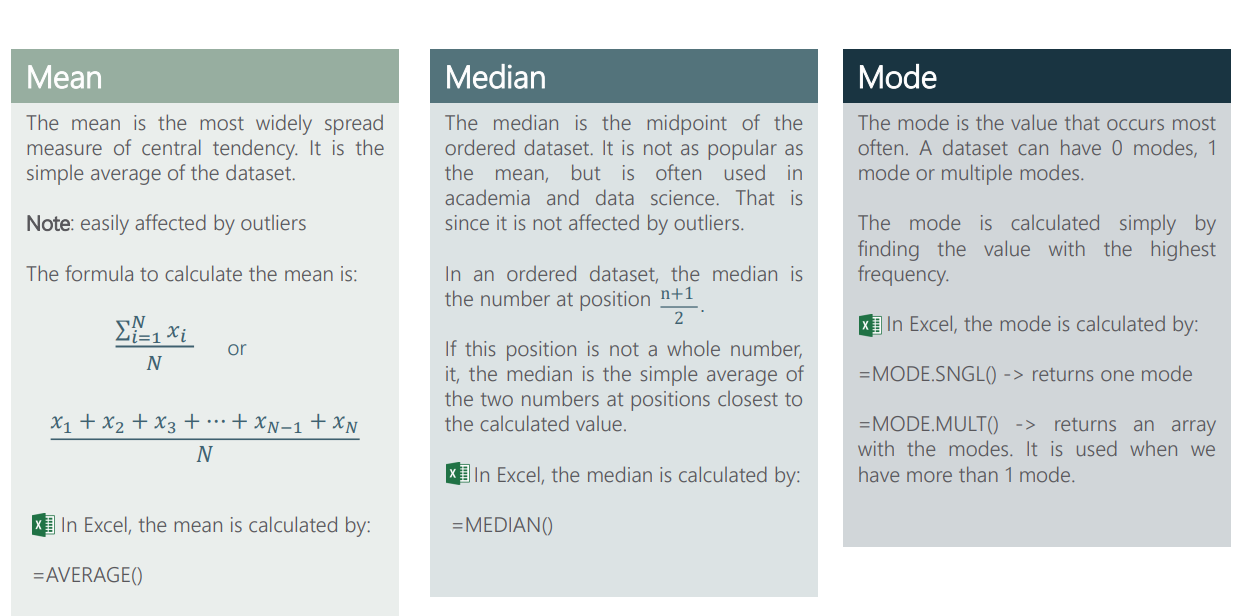 Mean
The mean is the most widely spread
measure of central tendency. It is the
simple average of the dataset.
Note: easily affected by outliers
The formula to calculate the mean is:
∑ᴺᵢ₌₁ xᵢ / N or
x₁ + x₂ + x₃ + ⋯ + x_{N−1} + x_N
N
In Excel, the mean is calculated by:
=AVERAGE()
Median
The median is the midpoint of the
ordered dataset. It is not as popular as
the mean, but is often used in
academia and data science. That is
since it is not affected by outliers.
In an ordered dataset, the median is
the number at position n+1 / 2 .
If this position is not a whole number,
it, the median is the simple average of
the two numbers at positions closest to
the calculated value.
In Excel, the median is calculated by:
=MEDIAN()
Mode
The mode is the value that occurs most
often. A dataset can have 0 modes, 1
mode or multiple modes.
The mode is calculated simply by
finding the value with the highest
frequency.
In Excel, the mode is calculated by:
=MODE.SNGL() -> returns one mode
=MODE.MULT() -> returns an array
with the modes. It is used when we
have more than 1 mode.